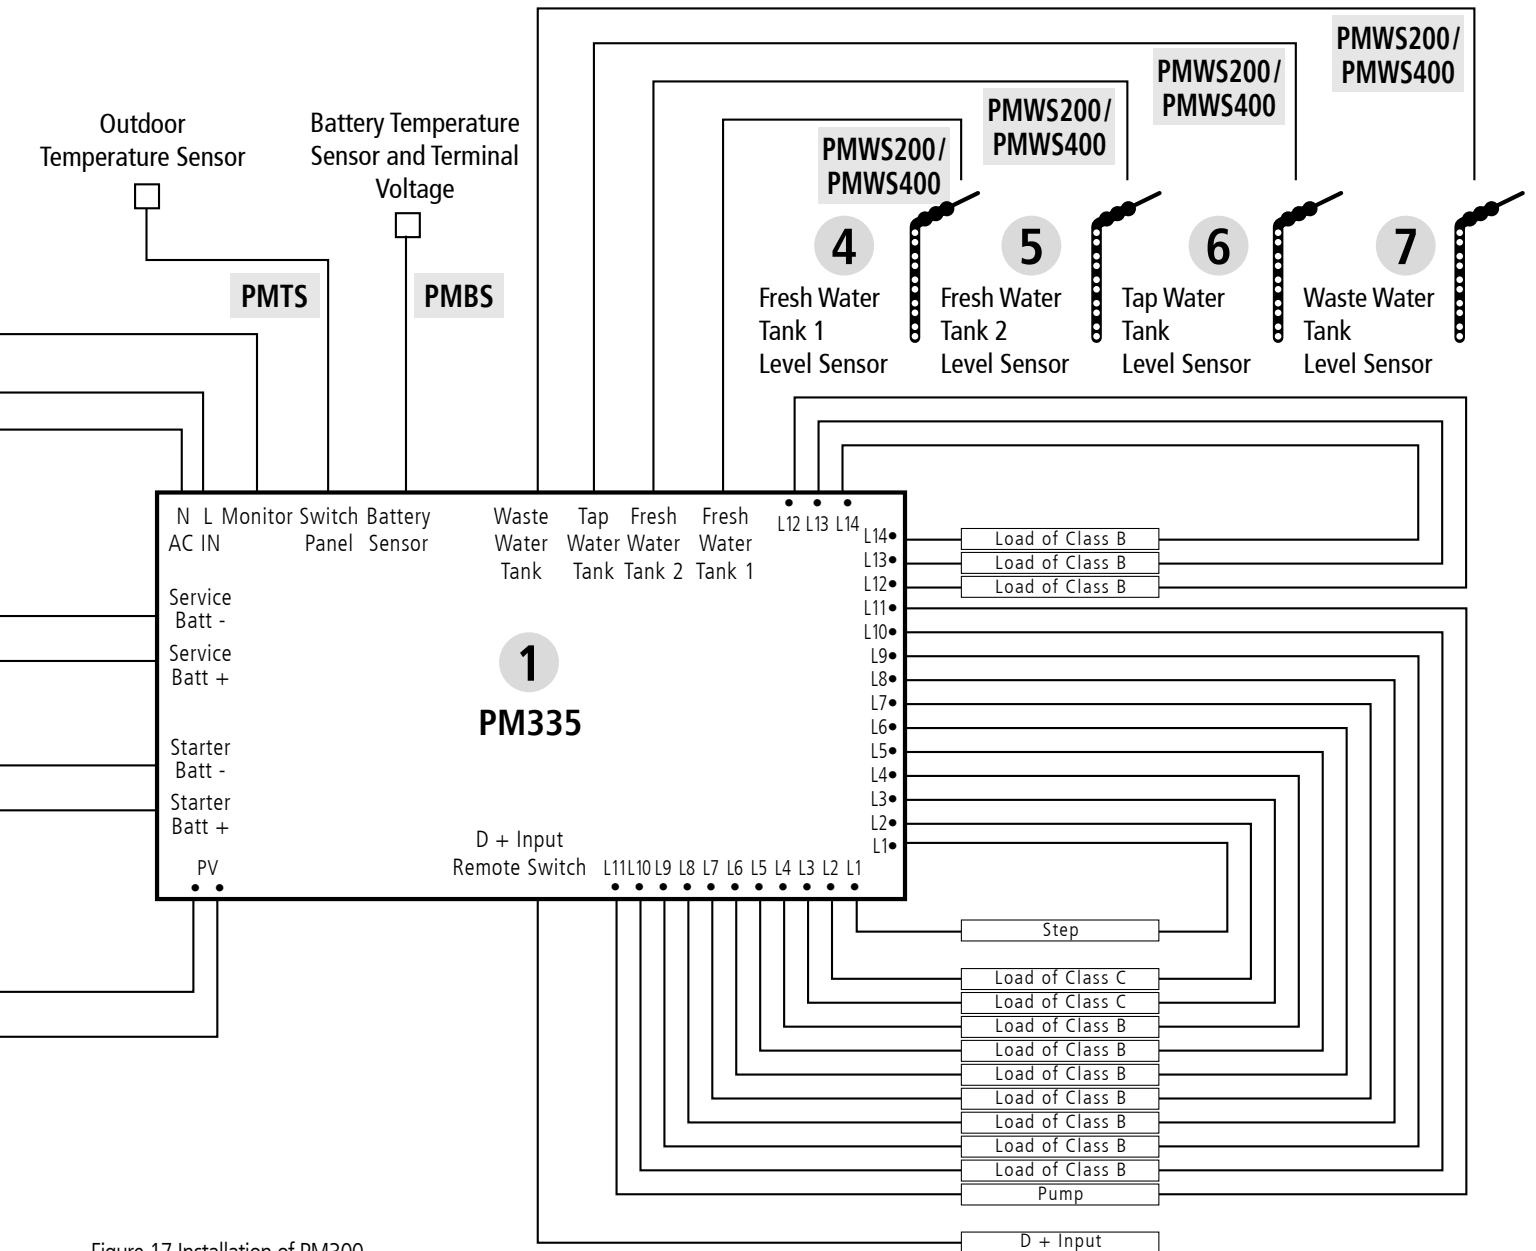 PMWS200/
PMWS400
PMWS200/
PMWS400
PMWS200/
PMWS400
PMWS200/
PMWS400
Outdoor
Temperature Sensor
Battery Temperature
Sensor and Terminal
Voltage
PMTS
PMBS
4
Fresh Water
Tank 1
Level Sensor
5
Fresh Water
Tank 2
Level Sensor
6
Tap Water
Tank
Level Sensor
7
Waste Water
Tank
Level Sensor
N L
AC IN
Monitor
Switch
Panel
Battery
Sensor
Waste
Water
Tank
Tap
Water
Tank
Fresh
Water
Tank 2
Fresh
Water
Tank 1
L12 L13 L14
L14
L13
L12
L11
L10
L9
L8
L7
L6
L5
L4
L3
L2
L1
Service
Batt -
Service
Batt +
Starter
Batt -
Starter
Batt +
PV
1
PM335
D + Input
Remote Switch
L11 L10 L9 L8 L7 L6 L5 L4 L3 L2 L1
Load of Class B
Load of Class B
Load of Class B
Step
Load of Class C
Load of Class C
Load of Class B
Load of Class B
Load of Class B
Load of Class B
Load of Class B
Load of Class B
Load of Class B
Pump
D + Input
Figure 17 Installation of PM300